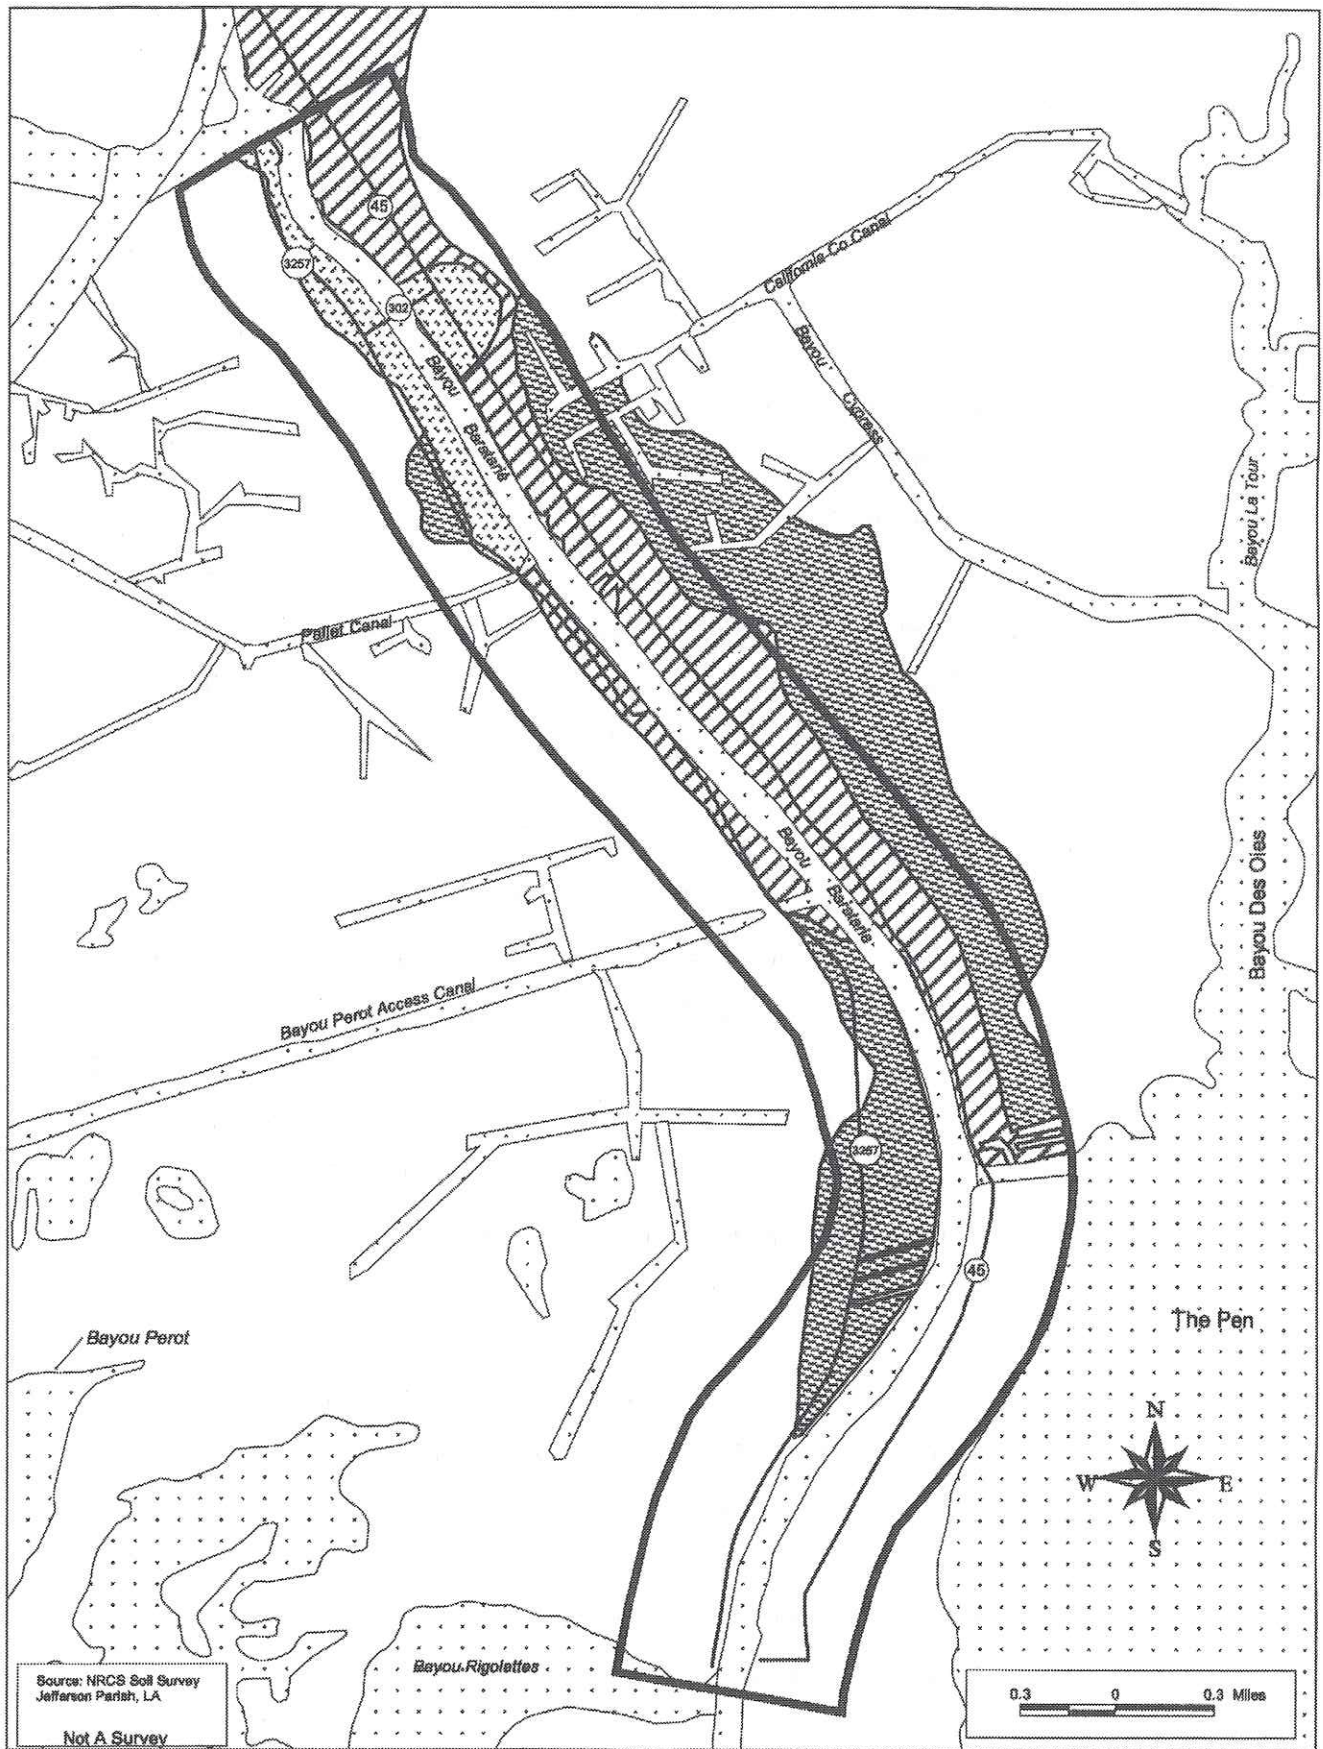 45
3257
302
California Co Canal
Bayou
Cypress
Bayou
Barataria
Bayou La Tour
Pailet Canal
Bayou
Barataria
Bayou Des Oies
Bayou Perot Access Canal
3257
45
The Pen
Bayou Perot
N
W E
S
Bayou Rigolettes
Source: NRCS Soil Survey
Jefferson Parish, LA
Not A Survey
0.3 0 0.3 Miles